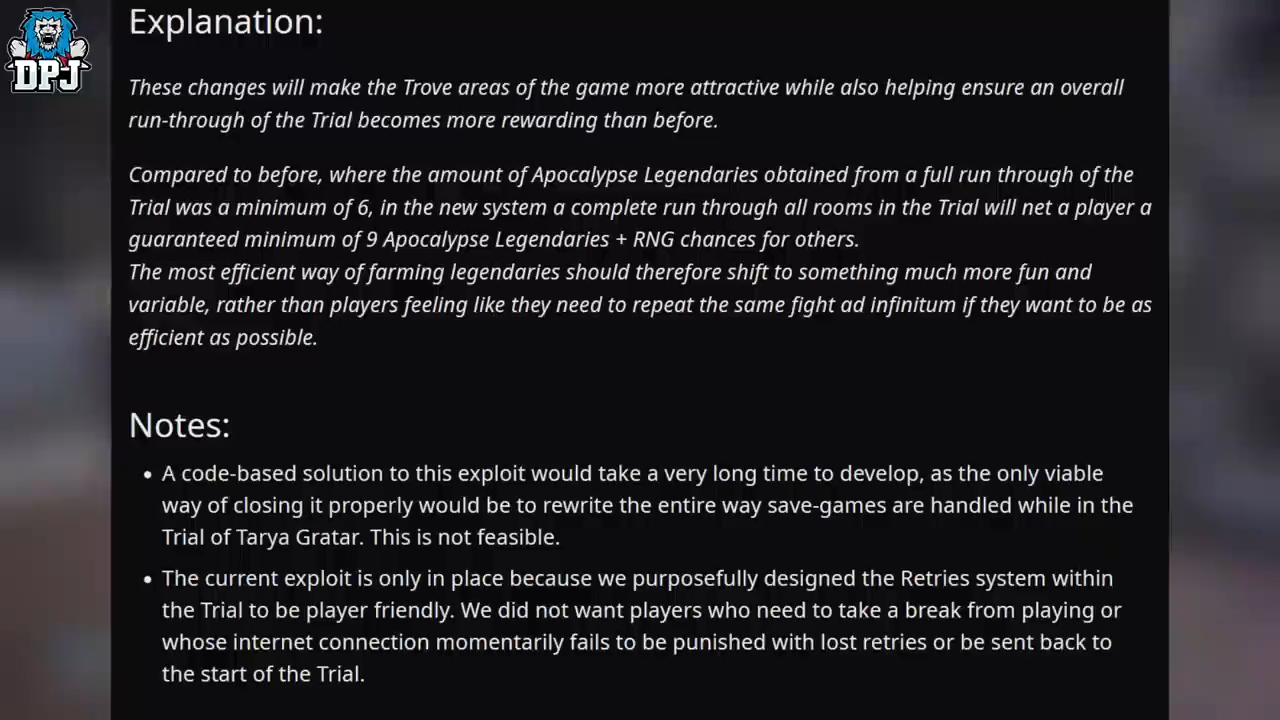 DPJ
Explanation:
These changes will make the Trove areas of the game more attractive while also helping ensure an overall
run-through of the Trial becomes more rewarding than before.
Compared to before, where the amount of Apocalypse Legendaries obtained from a full run through of the
Trial was a minimum of 6, in the new system a complete run through all rooms in the Trial will net a player a
guaranteed minimum of 9 Apocalypse Legendaries + RNG chances for others.
The most efficient way of farming legendaries should therefore shift to something much more fun and
variable, rather than players feeling like they need to repeat the same fight ad infinitum if they want to be as
efficient as possible.
Notes:
• A code-based solution to this exploit would take a very long time to develop, as the only viable
way of closing it properly would be to rewrite the entire way save-games are handled while in the
Trial of Tarya Gratar. This is not feasible.
• The current exploit is only in place because we purposefully designed the Retries system within
the Trial to be player friendly. We did not want players who need to take a break from playing or
whose internet connection momentarily fails to be punished with lost retries or be sent back to
the start of the Trial.